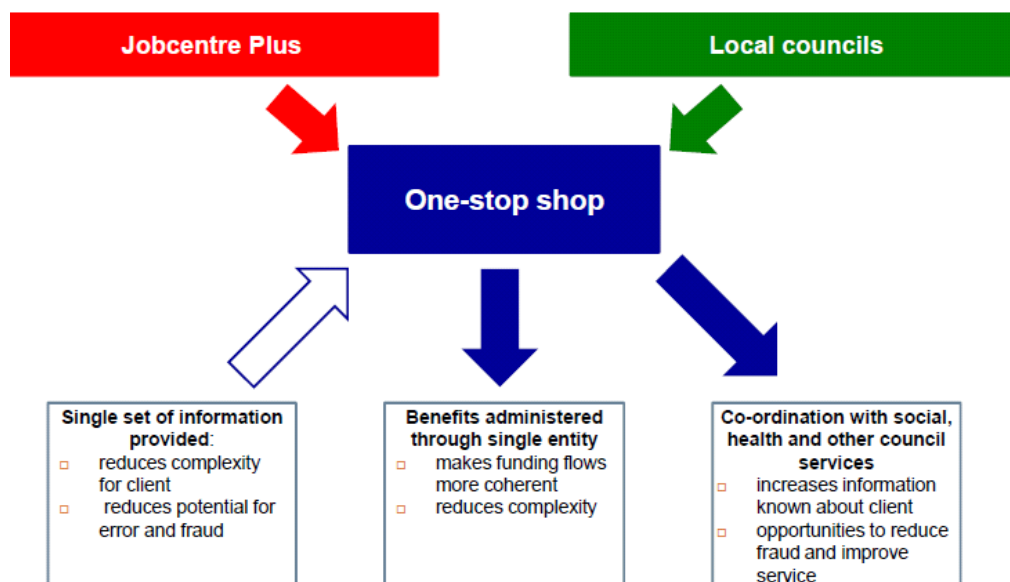 Jobcentre Plus
Local councils
One-stop shop
Single set of information
provided:
reduces complexity
for client
reduces potential for
error and fraud
Benefits administered
through single entity
makes funding flows
more coherent
reduces complexity
Co-ordination with social,
health and other council
services
increases information
known about client
opportunities to reduce
fraud and improve
service